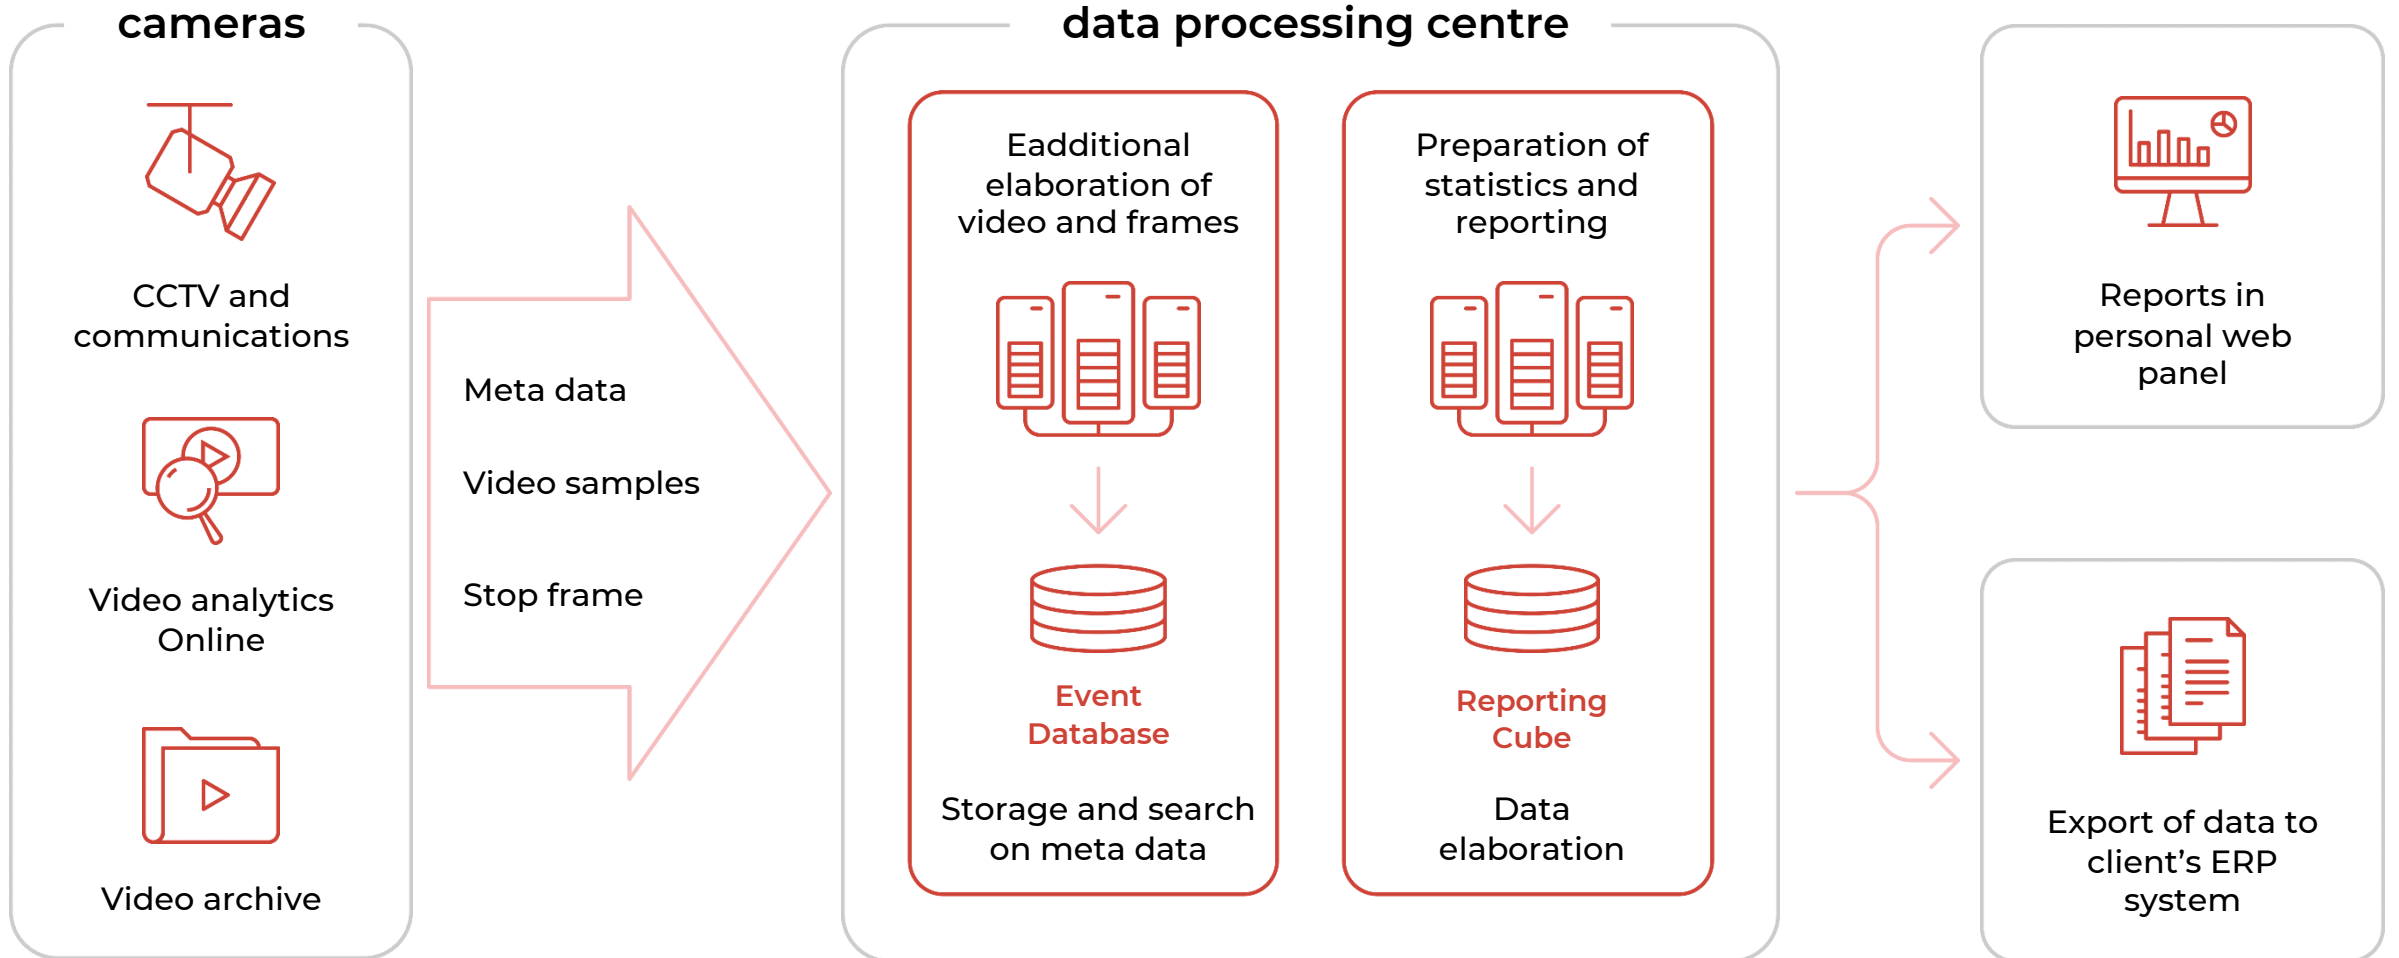 cameras
CCTV and
communications
Video analytics
Online
Video archive
Meta data
Video samples
Stop frame
data processing centre
Eadditional
elaboration of
video and frames
Event
Database
Storage and search
on meta data
Preparation of
statistics and
reporting
Reporting
Cube
Data
elaboration
Reports in
personal web
panel
Export of data to
client’s ERP
system